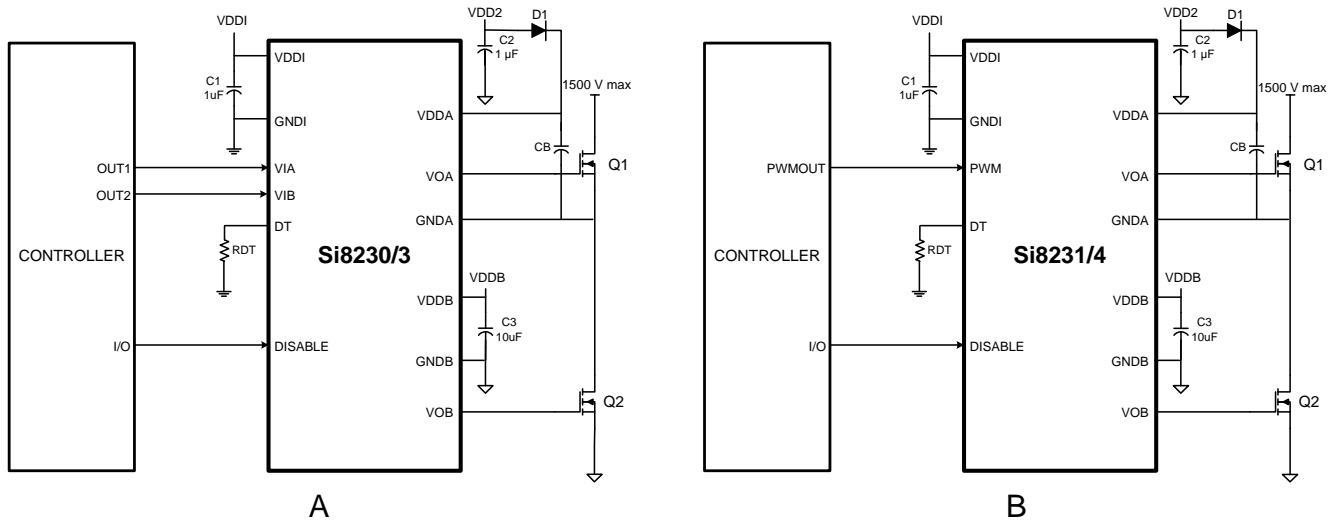 VDDI
VDD2
D1
C2
1 µF
VDDI
C1
1uF
1500 V max
GNDI
VDDA
CB
Q1
OUT1
VIA
VOA
OUT2
VIB
DT
GNDA
RDT
CONTROLLER
Si8230/3
VDDB
VDDB
C3
10uF
I/O
DISABLE
GNDB
VOB
Q2
A
VDDI
VDD2
D1
C2
1 µF
VDDI
C1
1uF
1500 V max
GNDI
VDDA
CB
Q1
PWMOUT
PWM
VOA
DT
GNDA
RDT
CONTROLLER
Si8231/4
VDDB
VDDB
C3
10uF
I/O
DISABLE
GNDB
VOB
Q2
B